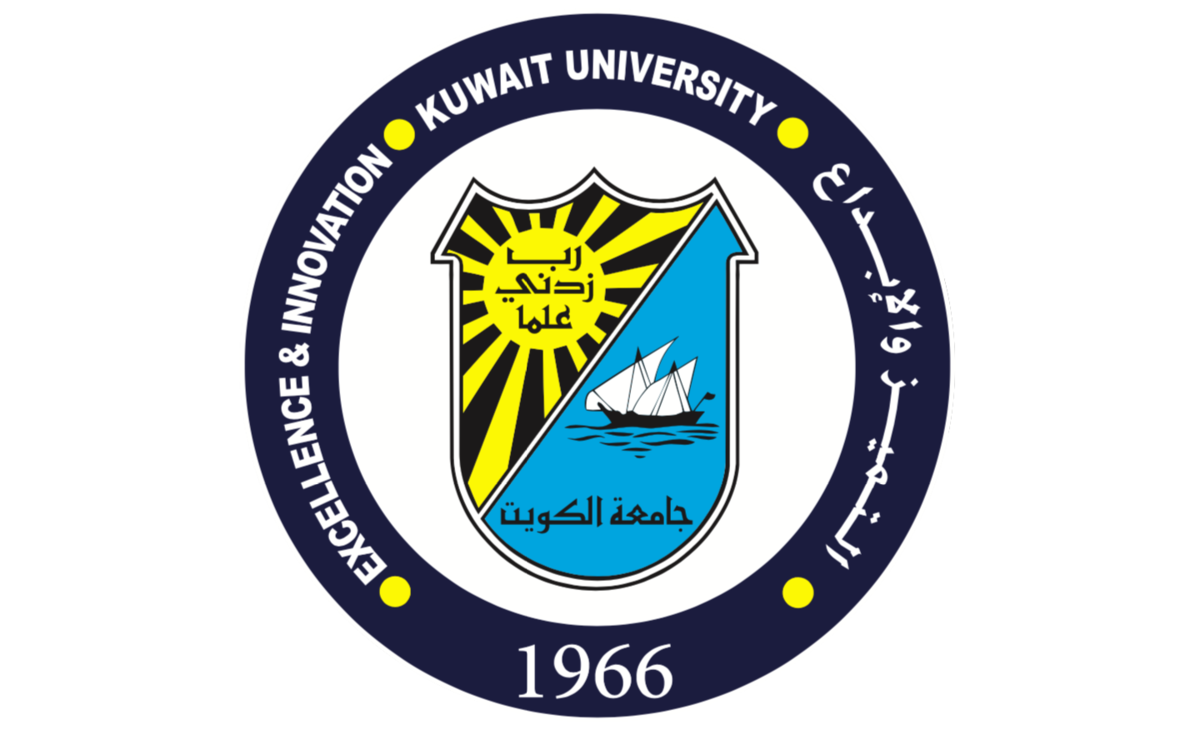 KUWAIT UNIVERSITY
EXCELLENCE & INNOVATION
التميز والإبداع
رب
زدني
علما
جامعة الكويت
1966